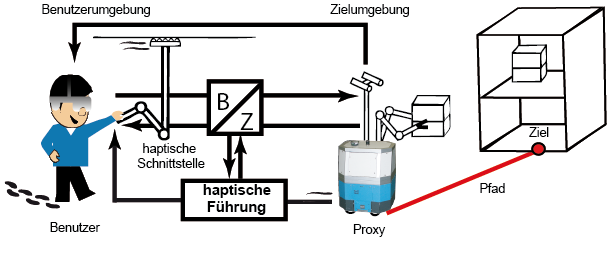 Benutzerumgebung
Zielumgebung
B
Z
haptische
Schnittstelle
Ziel
haptische
Führung
Pfad
Benutzer
Proxy